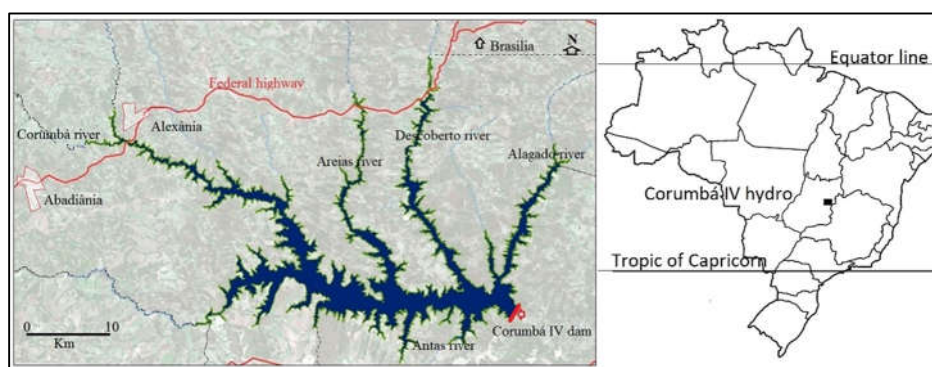 Brasilia
N
Federal highway
Corumbá river
Alexânia
Areias river
Descoberto river
Alagado river
Abadiânia
0 10
Km
Antas river
Corumbá IV dam
Equator line
Corumbá IV hydro
Tropic of Capricorn